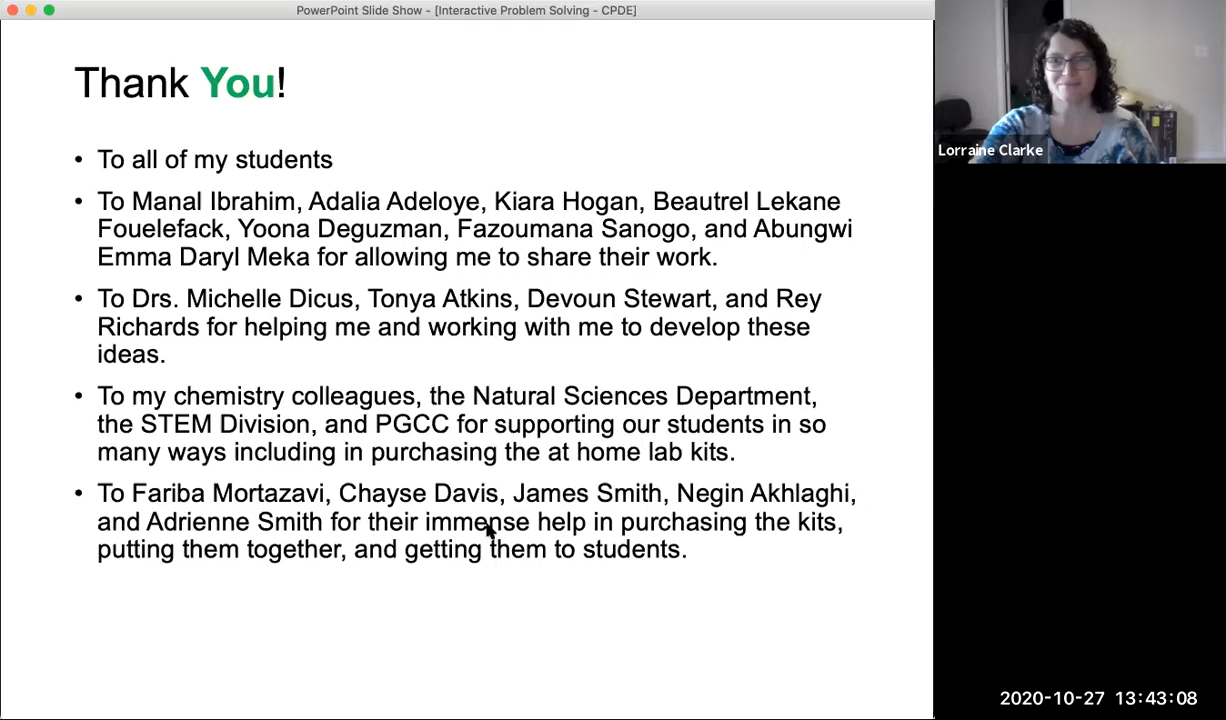 PowerPoint Slide Show - [Interactive Problem Solving - CPDE]
Thank You!
• To all of my students
• To Manal Ibrahim, Adalia Adeloye, Kiara Hogan, Beautrel Lekane
Fouelefack, Yoona Deguzman, Fazoumana Sanogo, and Abungwi
Emma Daryl Meka for allowing me to share their work.
• To Drs. Michelle Dicus, Tonya Atkins, Devoun Stewart, and Rey
Richards for helping me and working with me to develop these
ideas.
• To my chemistry colleagues, the Natural Sciences Department,
the STEM Division, and PGCC for supporting our students in so
many ways including in purchasing the at home lab kits.
• To Fariba Mortazavi, Chayse Davis, James Smith, Negin Akhlaghi,
and Adrienne Smith for their immense help in purchasing the kits,
putting them together, and getting them to students.
Lorraine Clarke
2020-10-27 13:43:08